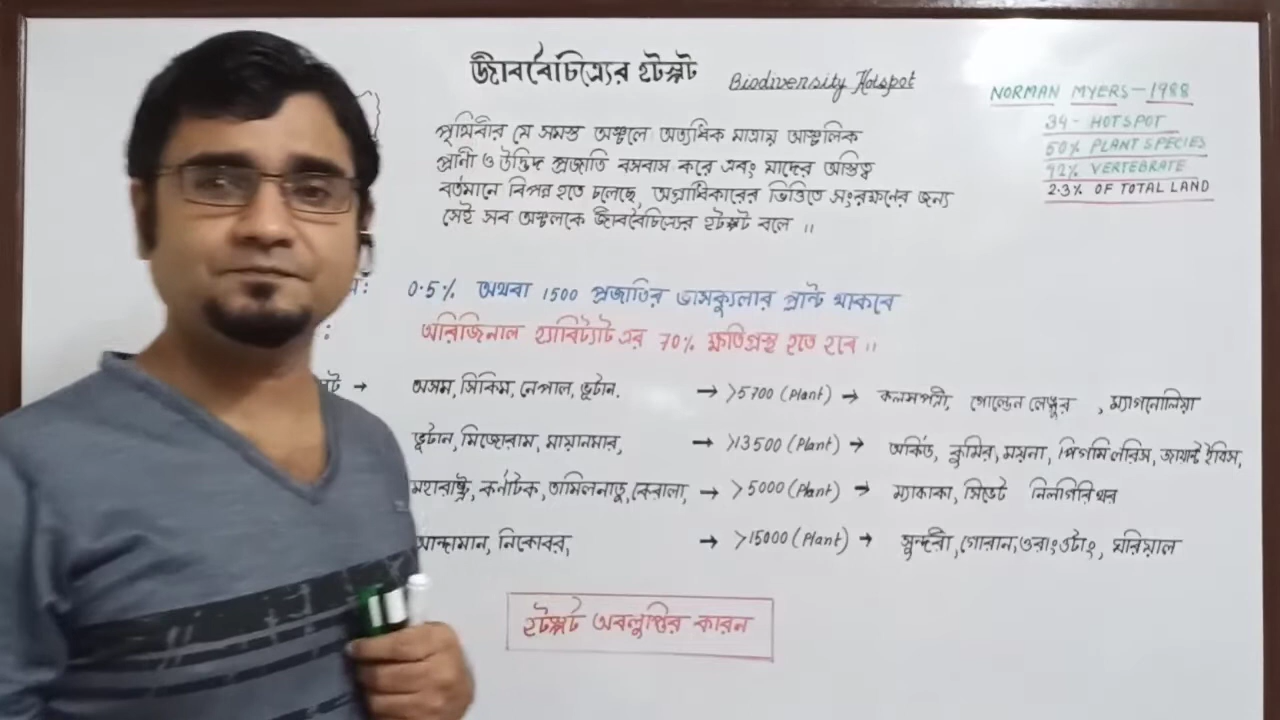 জীববৈচিত্র্যের হটস্পট Biodiversity Hotspot
NORMAN MYERS-1988
34- HOTSPOT
50% PLANT SPECIES
42% VERTEBRATE
2.3% OF TOTAL LAND
পৃথিবীর যে সমস্ত অঞ্চলে অত্যধিক মাত্রায় আঞ্চলিক
প্রানী ও উদ্ভিদ প্রজাতি বসবাস করে এবং যাদের অস্তিত্ব
বর্তমানে বিপন্ন হতে চলেছে, অগ্রাধিকারের ভিত্তিতে সংরক্ষনের জন্য
সেই সব অঞ্চলকে জীববৈচিত্র্যের হটস্পট বলে ।।
0.5% অথবা 1500 প্রজাতির ভাসক্যুলার প্লান্ট থাকবে
অরিজিনাল হ্যাবিট্যাট এর 70% ক্ষতিগ্রস্থ হতে হবে ।।
→ অসম, সিকিম, নেপাল, ভূটান. → >5700 (Plant) → কলসপত্রী, গোল্ডেন লেঙ্গুর , ম্যাগনোলিয়া
ভূটান, মিজোরাম, মায়ানমার, → >13500 (Plant) → অর্কিড, কুমির, ময়না, পিগমি লরিস, জায়ান্ট ইবিস,
মহারাষ্ট্র, কর্নাটক, তামিলনাড়ু, কেরালা, → >5000 (Plant) → ম্যাকাকা, সিভেট নিলগিরি থর
আন্দামান, নিকোবর, → >15000 (Plant) → সুন্দরী, গোরান, ওরাংওটাং, ঘরিয়াল
হটস্পট অবলুপ্তির কারন